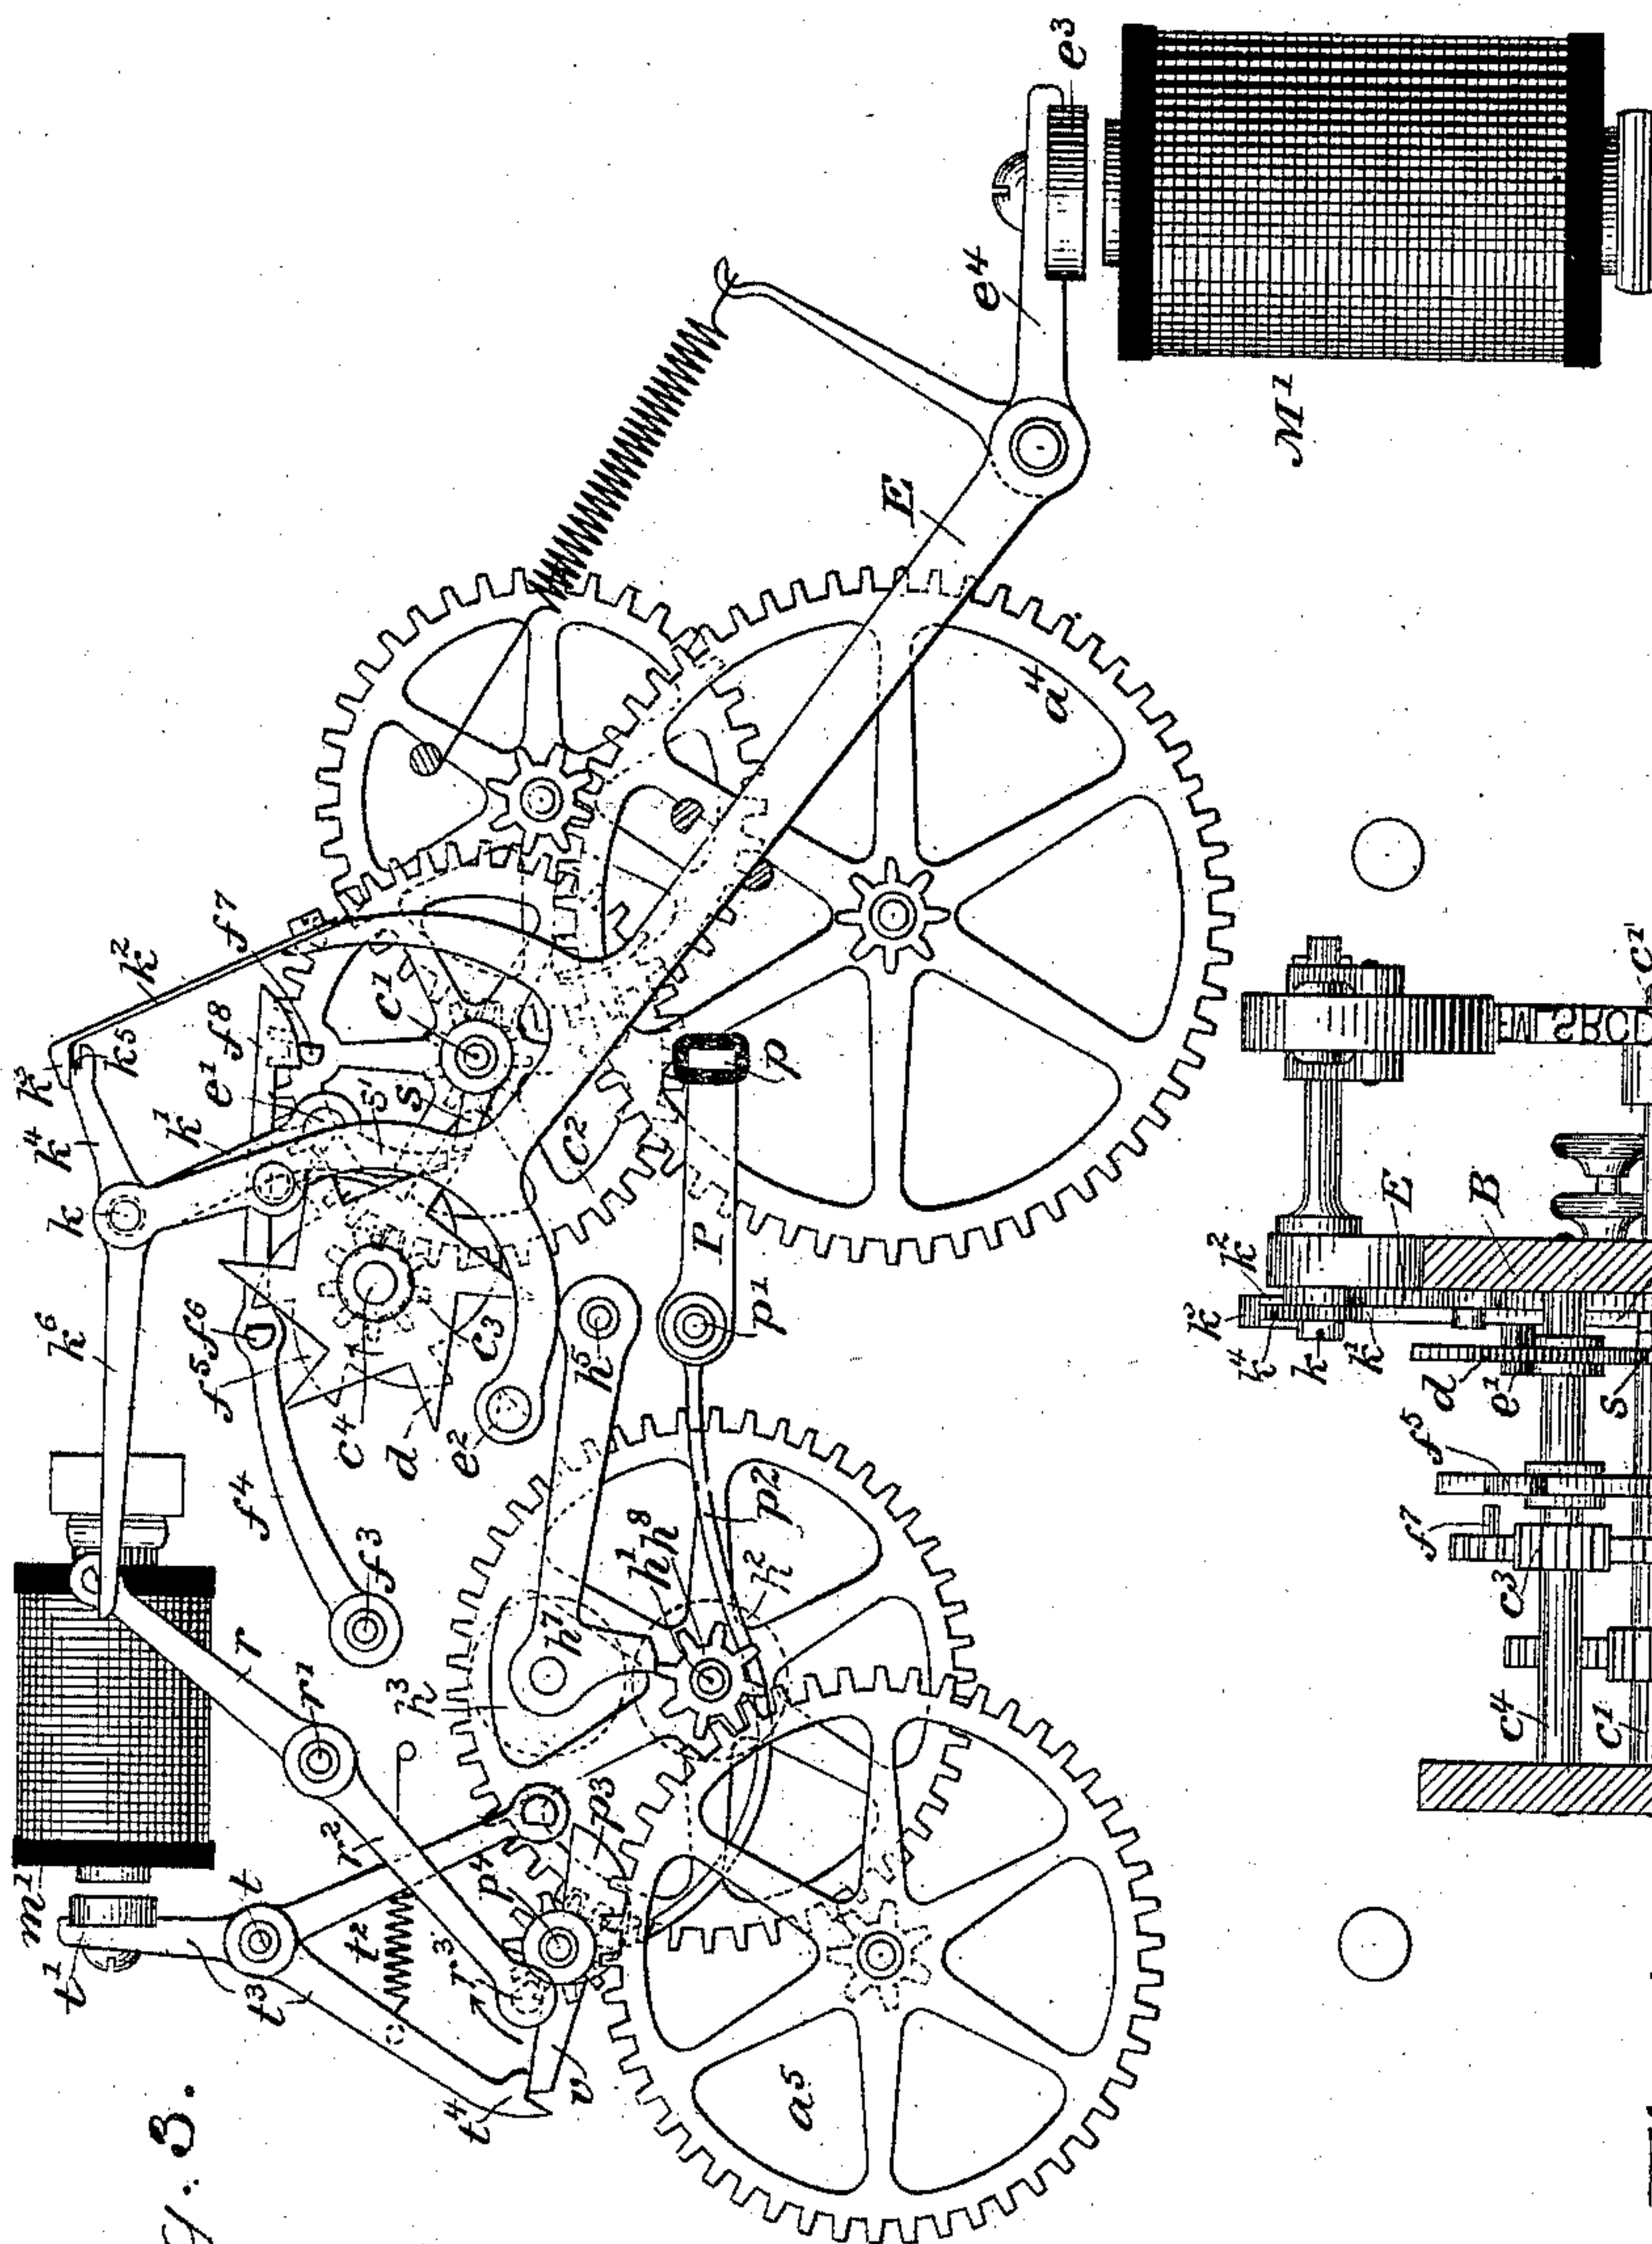 e³
e⁴
M¹
E
a⁴
f⁷
k²
k⁵
k³
f⁸
e¹
k¹
k⁴
k
c¹
s¹
s
c²
p
P
p¹
k⁶
f⁶
f⁵
c⁴
d
e²
c³
h⁵
f⁴
f³
h¹
h⁸
p²
h²
h⁷
h³
r
r¹
r²
p³
p⁴
m¹
t¹
t
t³
t²
r³
t⁴
v
a⁵
3.
c¹
E
B
k²
k³
k⁴
k
k¹
d
e¹
s
f⁵
f⁷
c³
c⁴
c¹